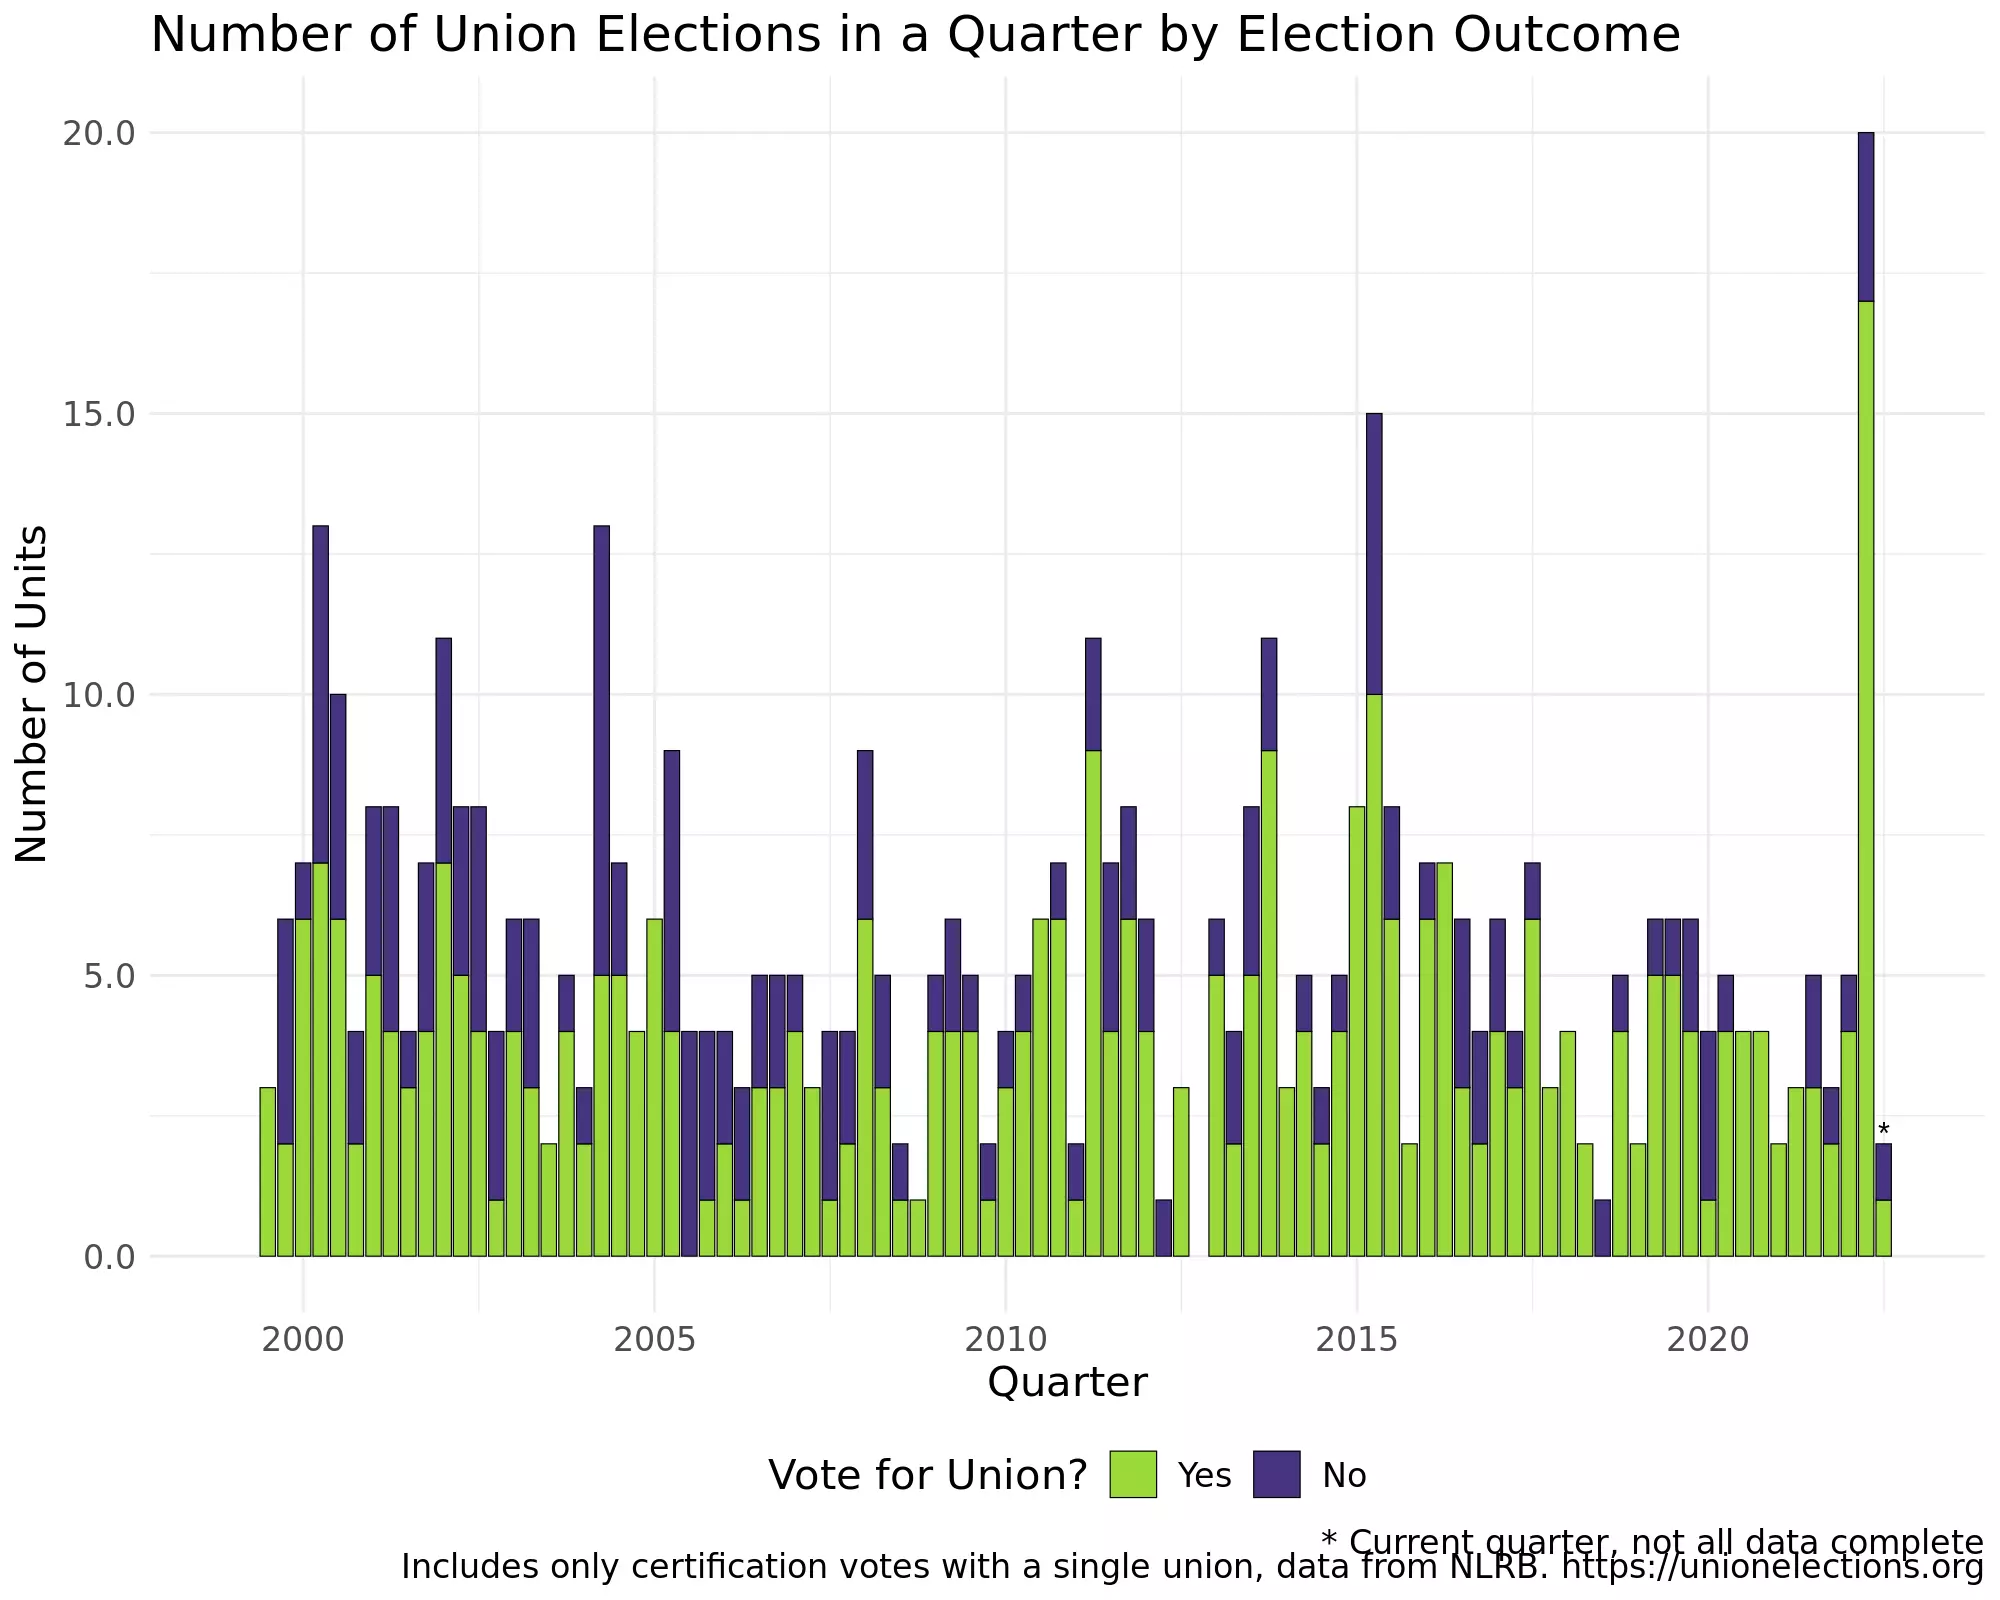 Number of Union Elections in a Quarter by Election Outcome
20.0
15.0
10.0
5.0
0.0
Number of Units
*
2000 2005 2010 2015 2020
Quarter
Vote for Union? Yes No
* Current quarter, not all data complete
Includes only certification votes with a single union, data from NLRB. https://unionelections.org